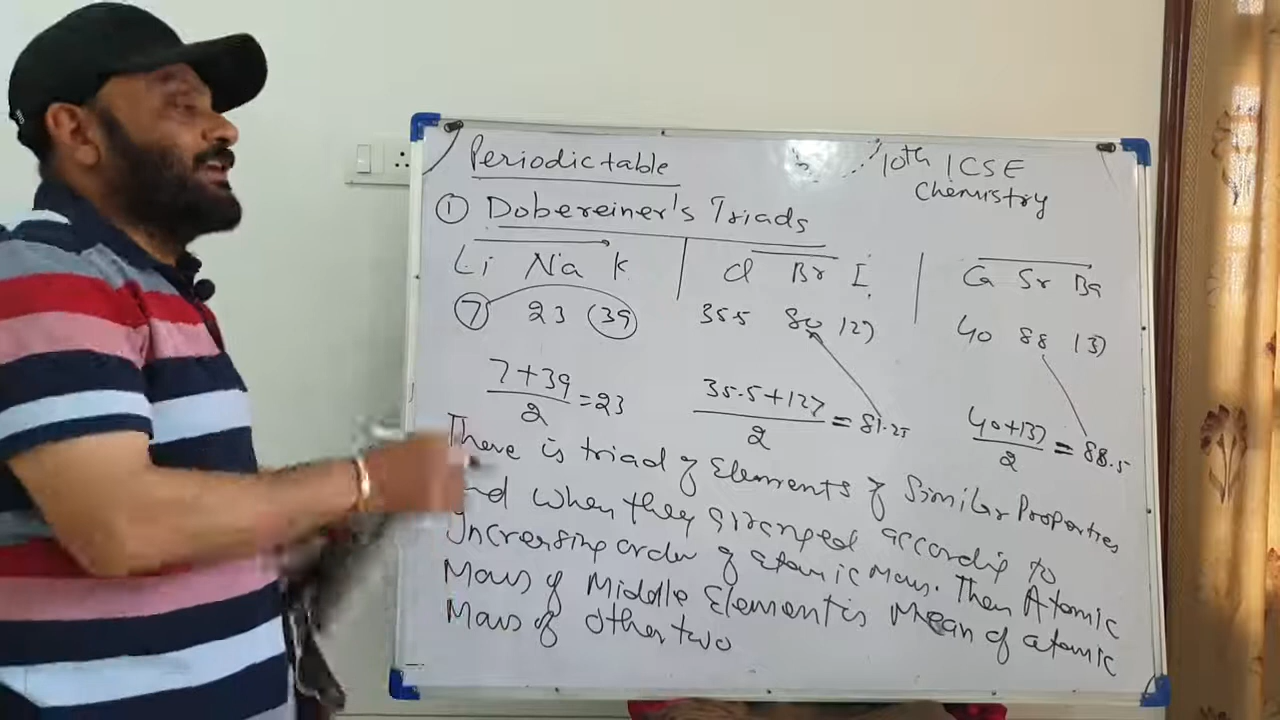 Periodic table
10th ICSE
Chemistry
① Dobereiner's Triads
Li Na K Cl Br I Ca Sr Ba
7 23 39 35.5 80 127 40 88 137
7+39/2 = 23 35.5+127/2 = 81.25 40+137/2 = 88.5
There is triad of Elements of Similar Properties
and when they arranged according to
Increasing order of atomic Mass. Then Atomic
Mass of Middle Element is Mean of atomic
Mass of other two